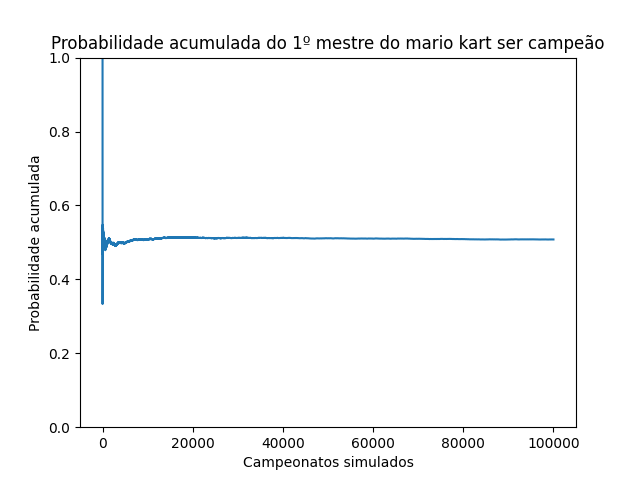 Probabilidade acumulada do 1º mestre do mario kart ser campeão
1.0
0.8
0.6
0.4
0.2
0.0
Probabilidade acumulada
0 20000 40000 60000 80000 100000
Campeonatos simulados